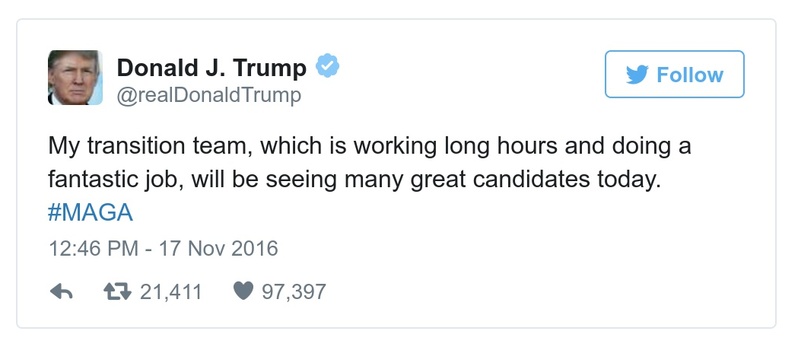 Donald J. Trump
@realDonaldTrump
Follow
My transition team, which is working long hours and doing a
fantastic job, will be seeing many great candidates today.
#MAGA
12:46 PM - 17 Nov 2016
21,411 97,397